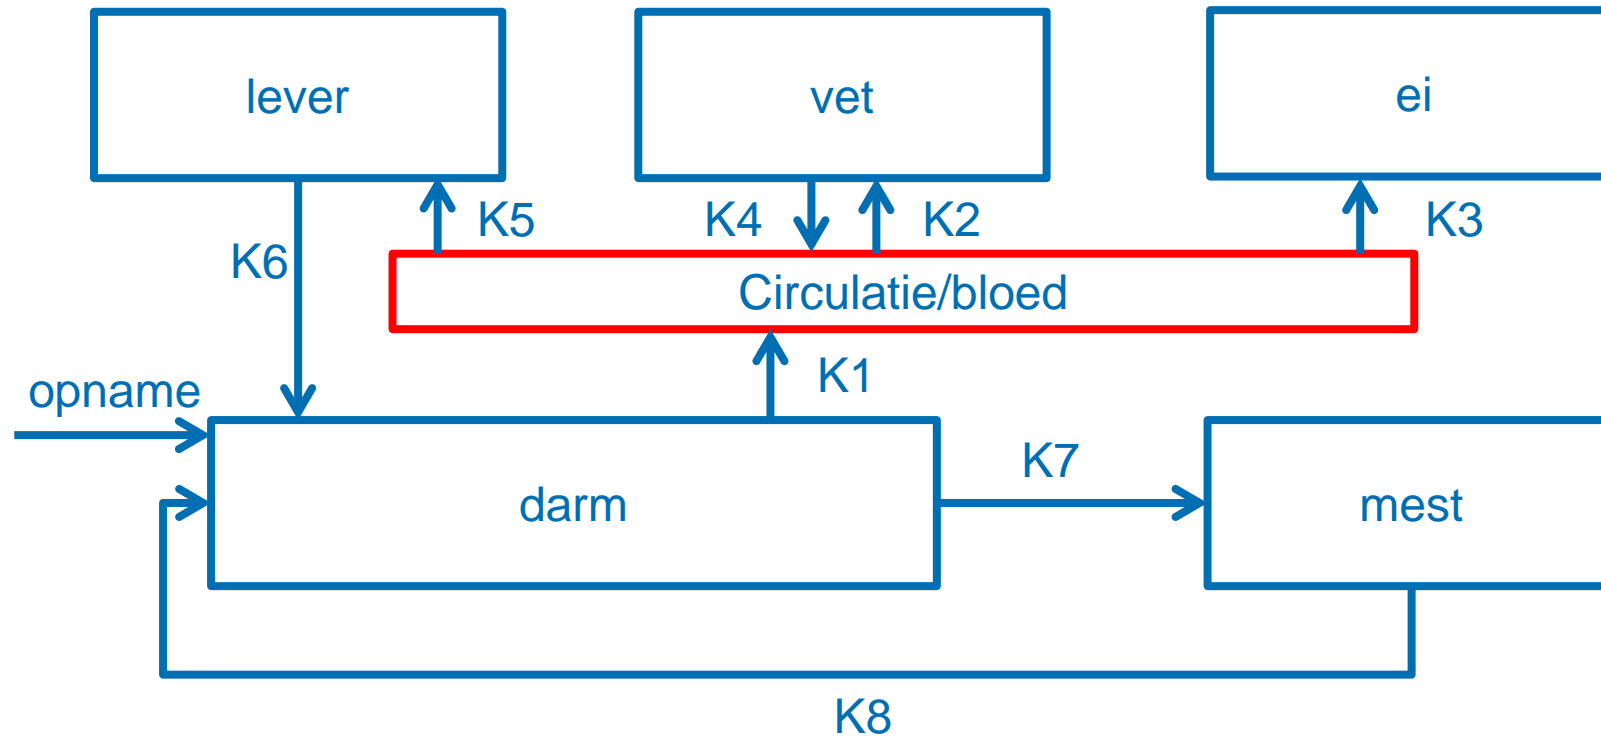 lever
vet
ei
K5
K4
K2
K3
K6
Circulatie/bloed
K1
opname
K7
darm
mest
K8